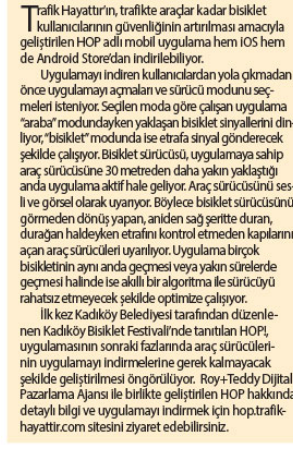 Trafik Hayattır'ın, trafikte araçlar kadar bisiklet
kullanıcılarının güvenliğinin artırılması amacıyla
geliştirilen HOP adlı mobil uygulama hem iOS hem
de Android Store'dan indirilebiliyor.
Uygulamayı indiren kullanıcılardan yola çıkmadan
önce uygulamayı açmaları ve sürücü modunu seç-
meleri isteniyor. Seçilen moda göre çalışan uygulama
"araba" modundayken yaklaşan bisiklet sinyallerini din-
liyor, "bisiklet" modunda ise etrafa sinyal gönderecek
şekilde çalışıyor. Bisiklet sürücüsü, uygulamaya sahip
araç sürücüsüne 30 metreden daha yakın yaklaştığı
anda uygulama aktif hale geliyor. Araç sürücüsünü ses-
li ve görsel olarak uyarıyor. Böylece bisiklet sürücüsünü
görmeden dönüş yapan, aniden sağ şeritte duran,
durağan haldeyken etrafını kontrol etmeden kapılarını
açan araç sürücüleri uyarılıyor. Uygulama birçok
bisikletinin aynı anda geçmesi veya yakın sürelerde
geçmesi halinde ise akıllı bir algoritma ile sürücüyü
rahatsız etmeyecek şekilde optimize çalışıyor.
İlk kez Kadıköy Belediyesi tarafından düzenle-
nen Kadıköy Bisiklet Festivali'nde tanıtılan HOP!,
uygulamasının sonraki fazlarında araç sürücüleri-
nin uygulamayı indirmelerine gerek kalmayacak
şekilde geliştirilmesi öngörülüyor. Roy+Teddy Dijital
Pazarlama Ajansı ile birlikte geliştirilen HOP hakkında
detaylı bilgi ve uygulamayı indirmek için hop.trafik-
hayattir.com sitesini ziyaret edebilirsiniz.